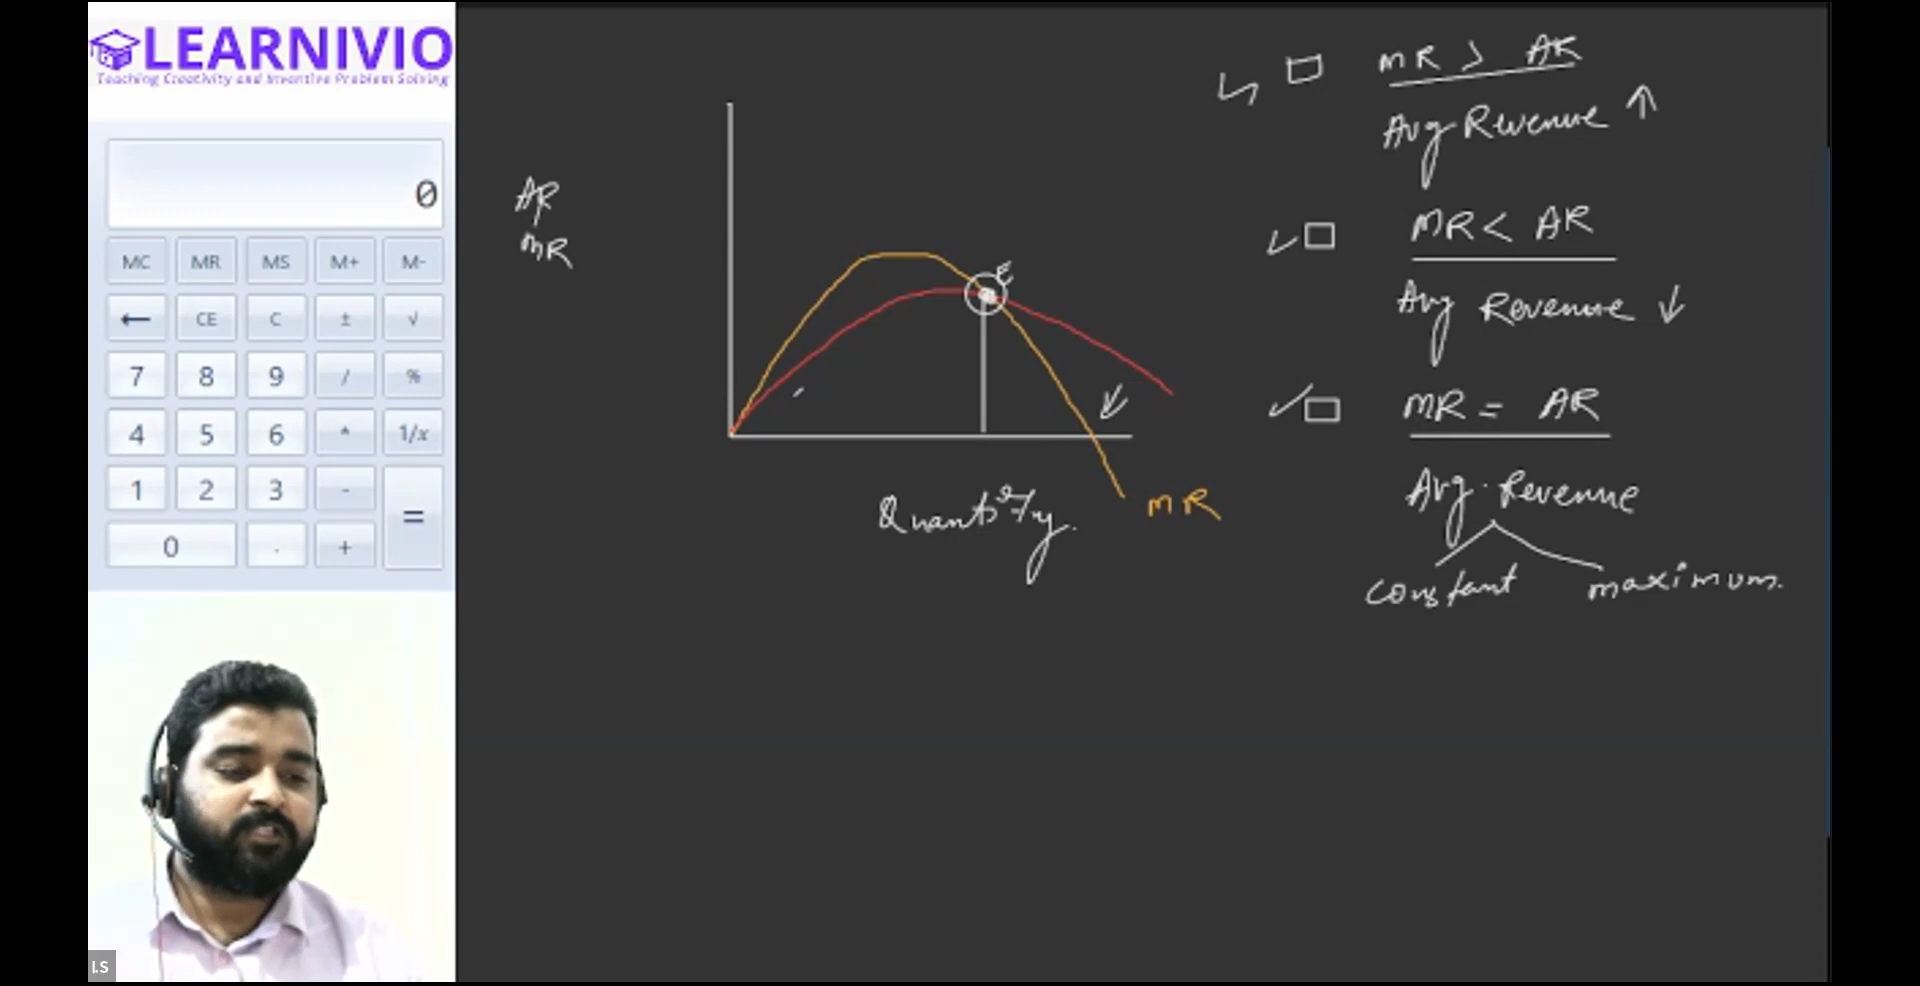 LEARNIVIO
Teaching Creativity and Inventive Problem Solving
0
MC MR MS M+ M-
← CE C ± √
7 8 9 / %
4 5 6 * 1/x
1 2 3 -
=
0 . +
AR
MR
E
Quantity.
MR
MR > AR
Avg Revenue ↑
MR < AR
Avg Revenue ↓
MR = AR
Avg. Revenue
constant maximum.
I.S